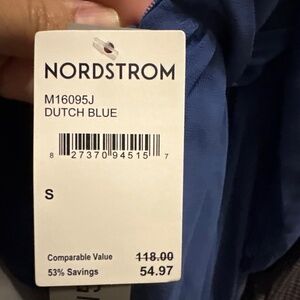 NORDSTROM
M16095J
DUTCH BLUE
8 27370 94515 7
S
Comparable Value 118.00
53% Savings 54.97